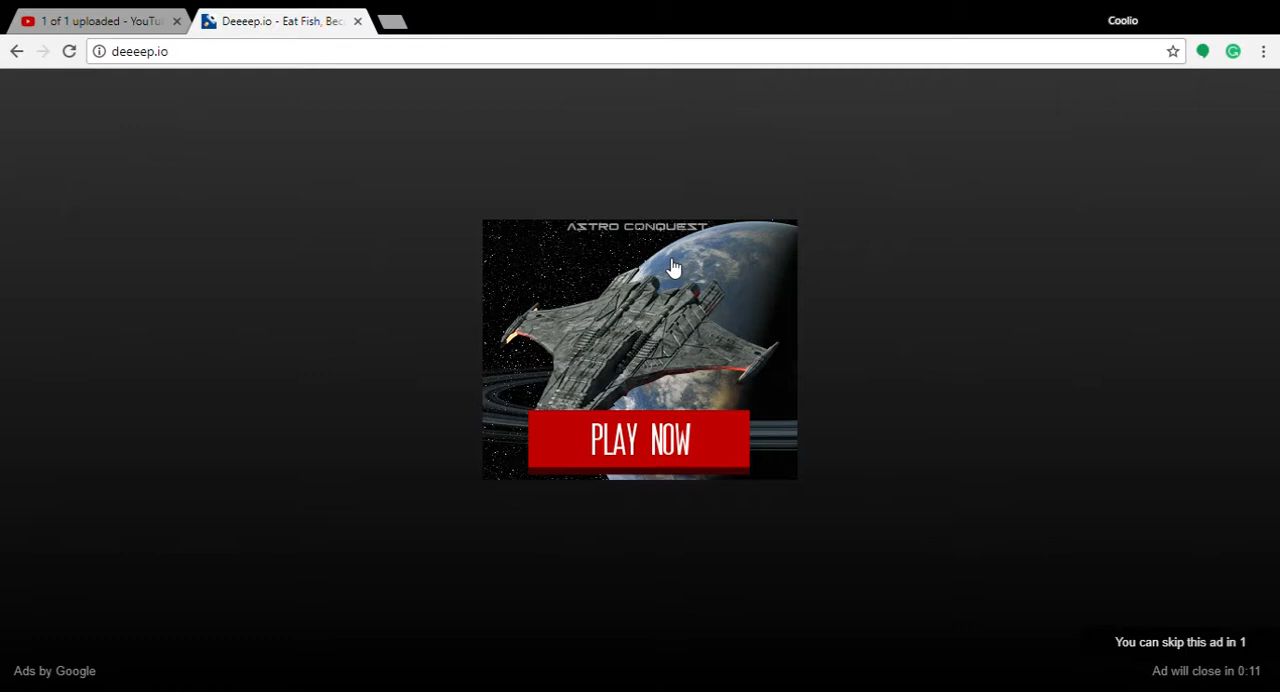 1 of 1 uploaded - YouTu
Deeeep.io - Eat Fish, Bec
Coolio
deeeep.io
ASTRO CONQUEST
PLAY NOW
You can skip this ad in 1
Ads by Google
Ad will close in 0:11